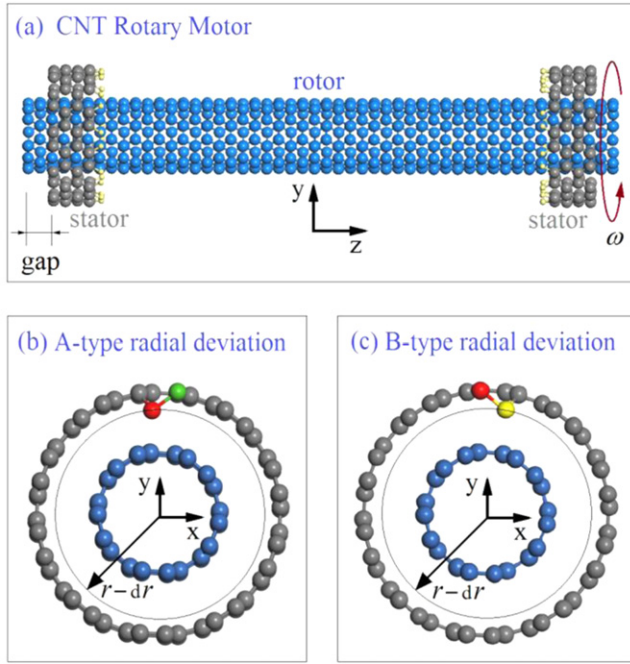 (a) CNT Rotary Motor
rotor
y
z
stator
stator
gap
ω
(b) A-type radial deviation
y
x
r-dr
(c) B-type radial deviation
y
x
r-dr